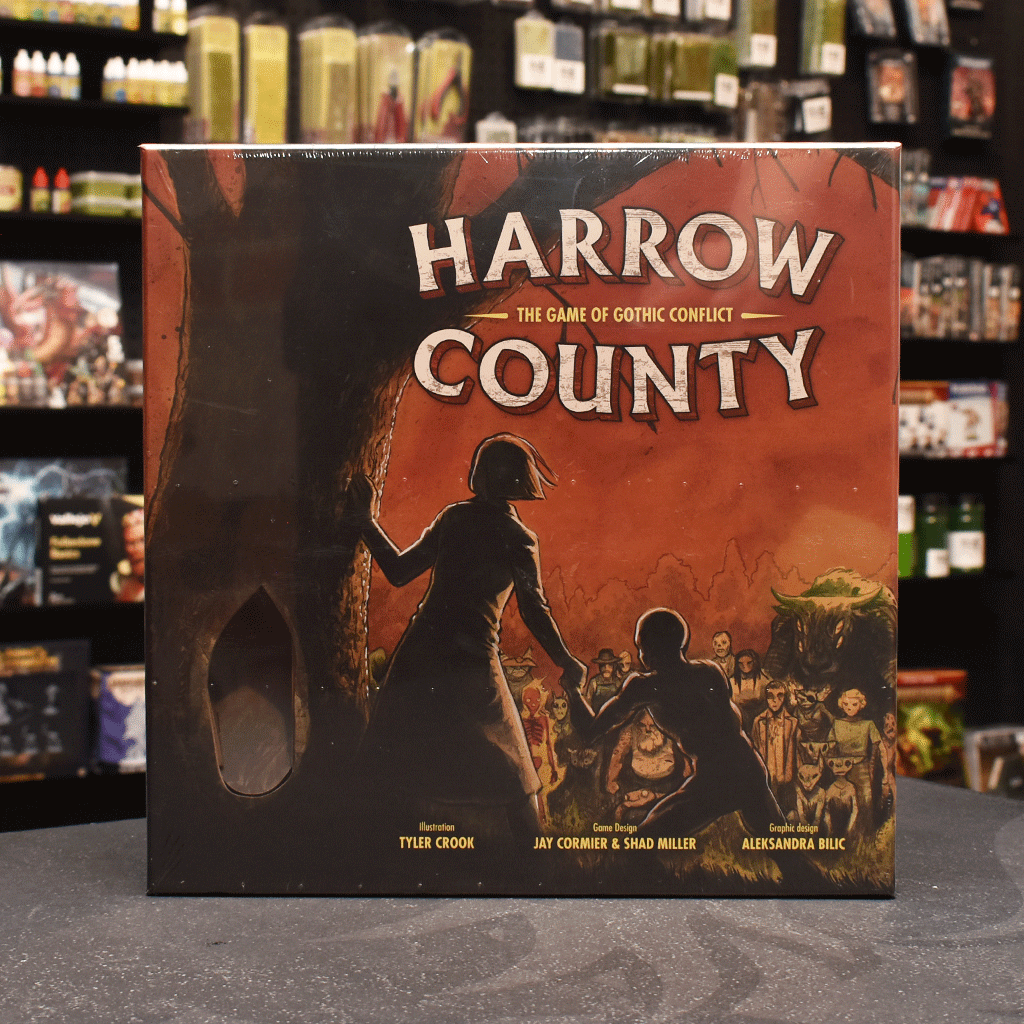 HARROW
THE GAME OF GOTHIC CONFLICT
COUNTY
Illustration
TYLER CROOK
Game Design
JAY CORMIER & SHAD MILLER
Graphic design
ALEKSANDRA BILIC
vallejo